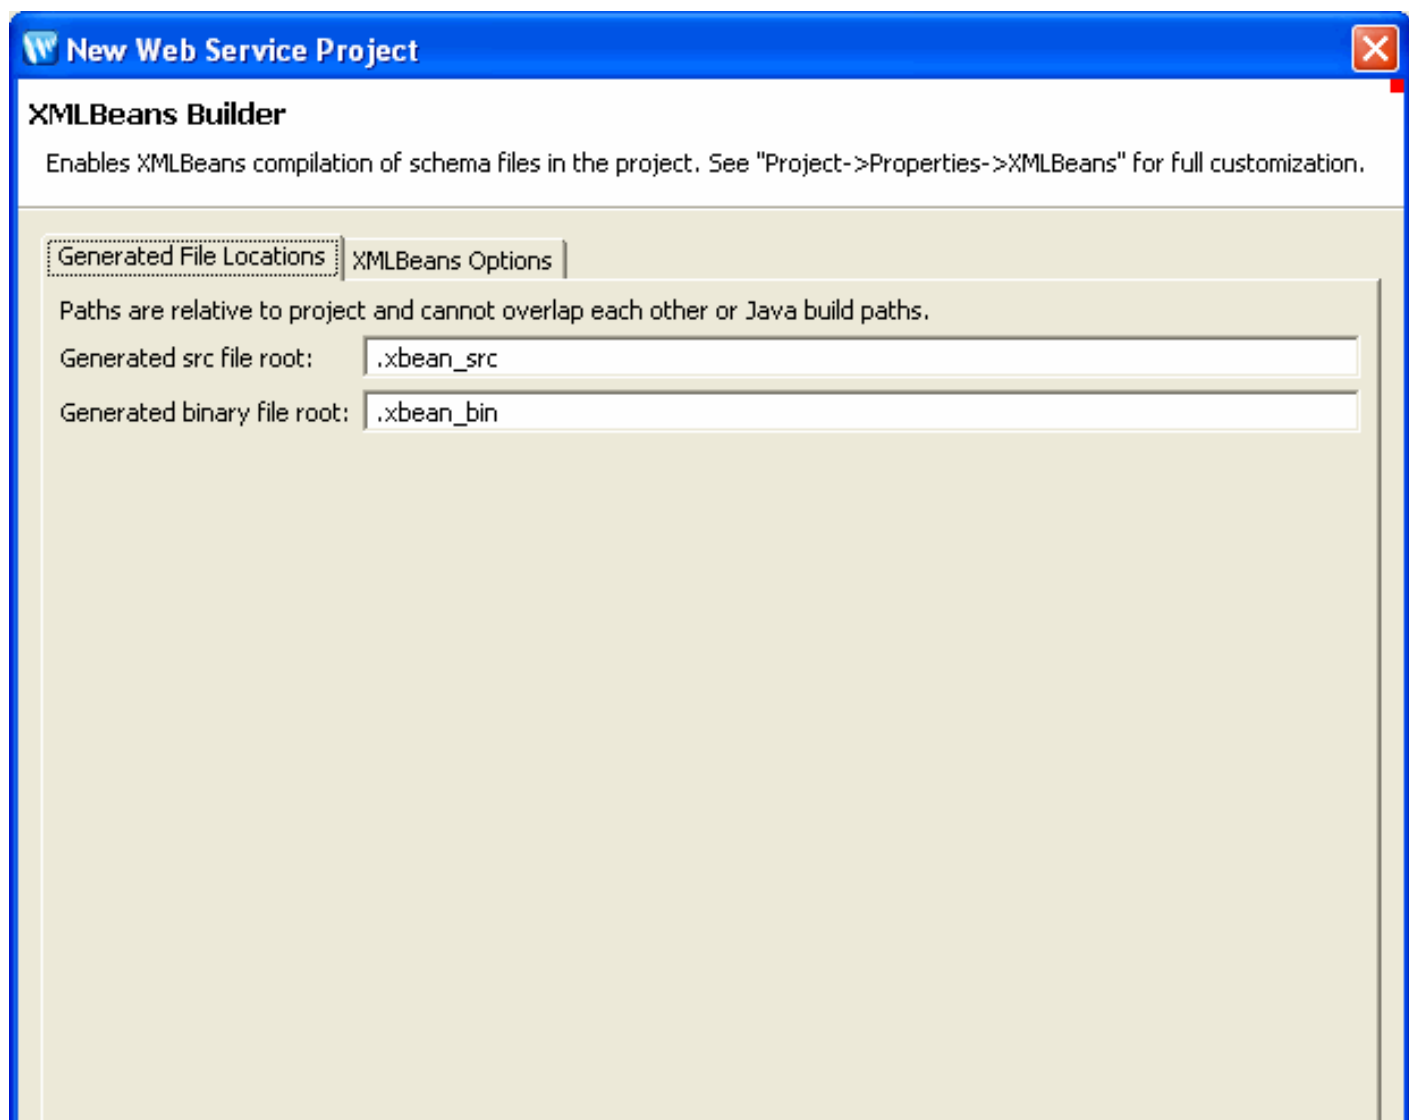 New Web Service Project
XMLBeans Builder
Enables XMLBeans compilation of schema files in the project. See "Project->Properties->XMLBeans" for full customization.
Generated File Locations
XMLBeans Options
Paths are relative to project and cannot overlap each other or Java build paths.
Generated src file root: .xbean_src
Generated binary file root: .xbean_bin